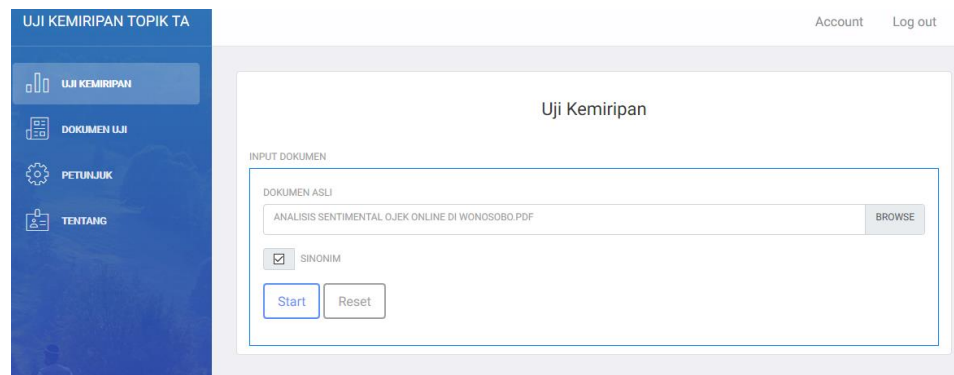 UJI KEMIRIPAN TOPIK TA
Account Log out
UJI KEMIRIPAN
DOKUMEN UJI
PETUNJUK
TENTANG
Uji Kemiripan
INPUT DOKUMEN
DOKUMEN ASLI
ANALISIS SENTIMENTAL OJEK ONLINE DI WONOSOBO.PDF BROWSE
SINONIM
Start Reset